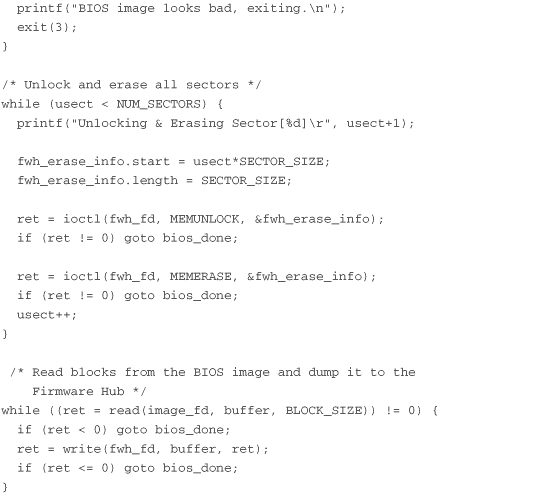 printf("BIOS image looks bad, exiting.\n");
  exit(3);
}

/* Unlock and erase all sectors */
while (usect < NUM_SECTORS) {
  printf("Unlocking & Erasing Sector[%d]\r", usect+1);

  fwh_erase_info.start = usect*SECTOR_SIZE;
  fwh_erase_info.length = SECTOR_SIZE;

  ret = ioctl(fwh_fd, MEMUNLOCK, &fwh_erase_info);
  if (ret != 0) goto bios_done;

  ret = ioctl(fwh_fd, MEMERASE, &fwh_erase_info);
  if (ret != 0) goto bios_done;
  usect++;
}

 /* Read blocks from the BIOS image and dump it to the
    Firmware Hub */
while ((ret = read(image_fd, buffer, BLOCK_SIZE)) != 0) {
  if (ret < 0) goto bios_done;
  ret = write(fwh_fd, buffer, ret);
  if (ret <= 0) goto bios_done;
}